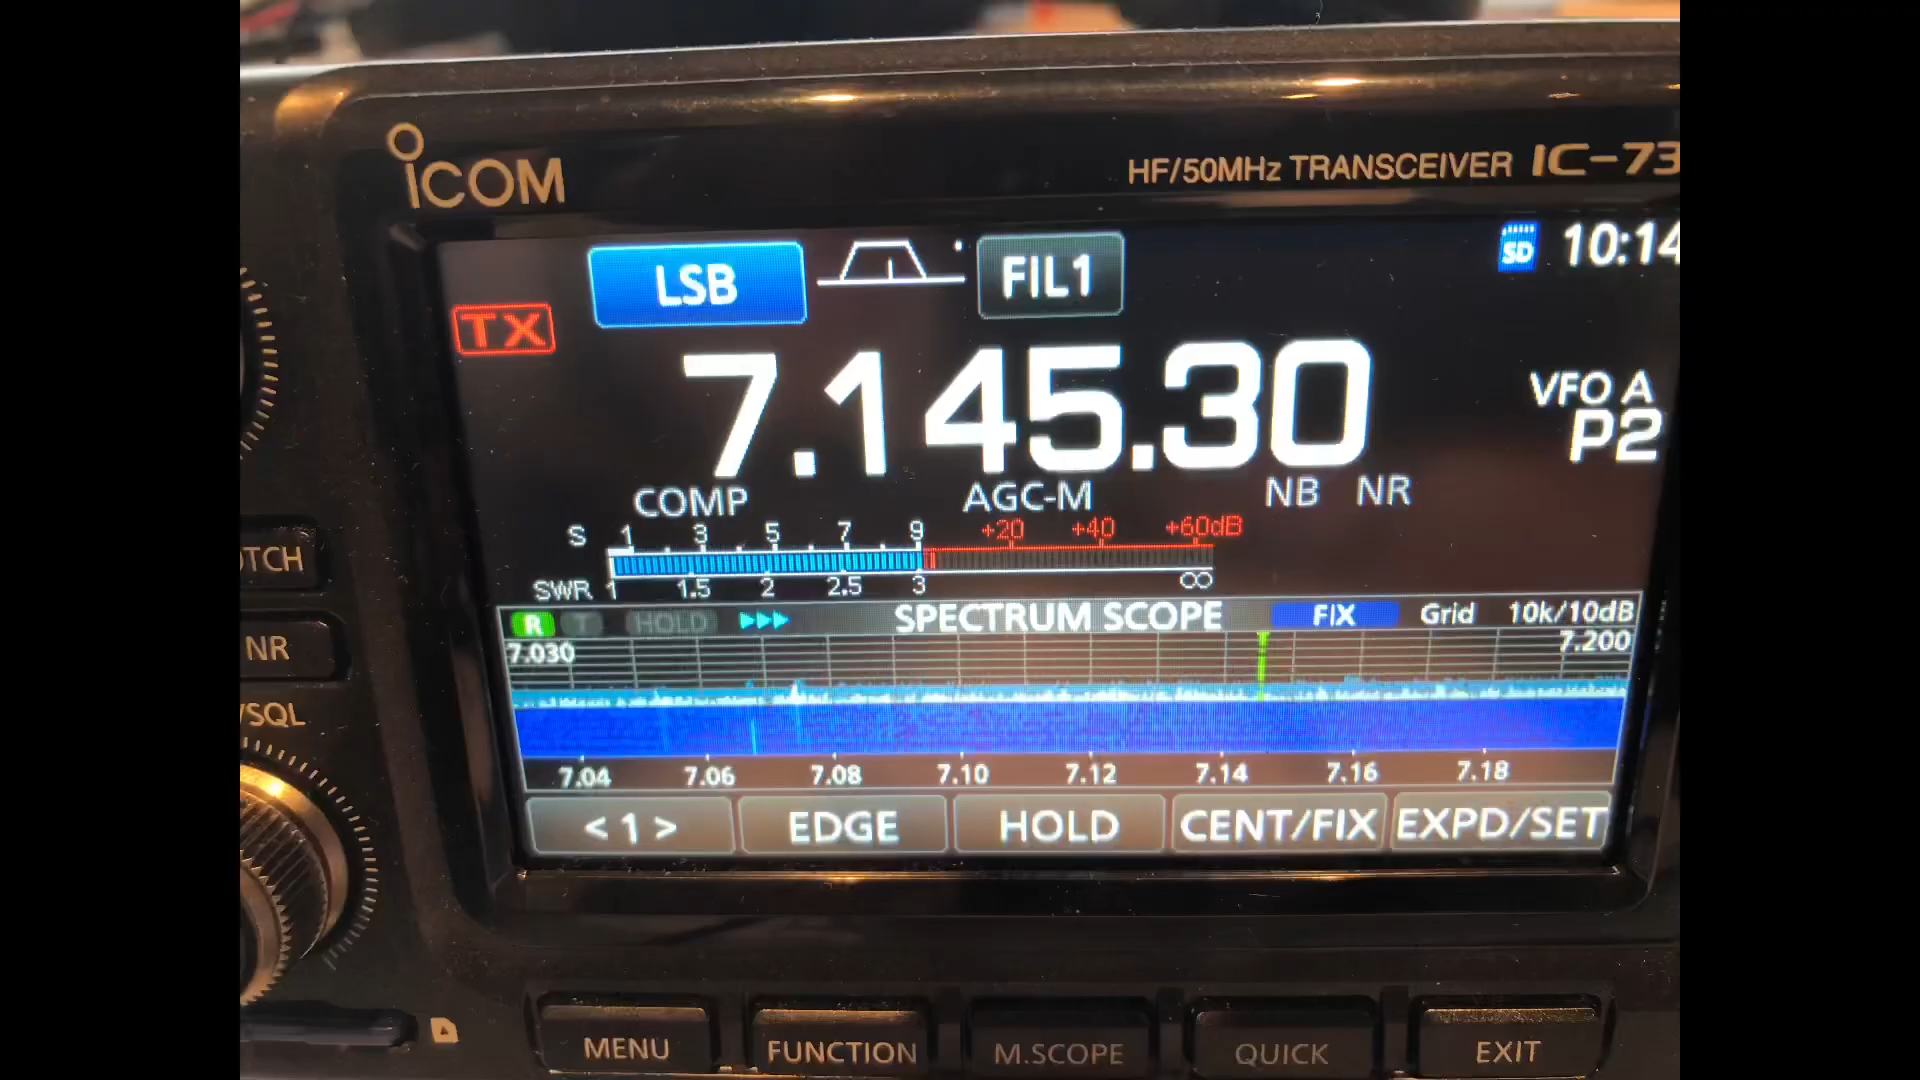 ICOM
HF/50MHz TRANSCEIVER IC-73
LSB FIL1 SD 10:14
TX
7.145.30
VFO A
P2
COMP AGC-M NB NR
S 1 3 5 7 9 +20 +40 +60dB
SWR 1 1.5 2 2.5 3 ∞
R T HOLD SPECTRUM SCOPE FIX Grid 10k/10dB
7.030 7.200
7.04 7.06 7.08 7.10 7.12 7.14 7.16 7.18
< 1 > EDGE HOLD CENT/FIX EXPD/SET
OTCH
NR
/SQL
MENU FUNCTION M.SCOPE QUICK EXIT